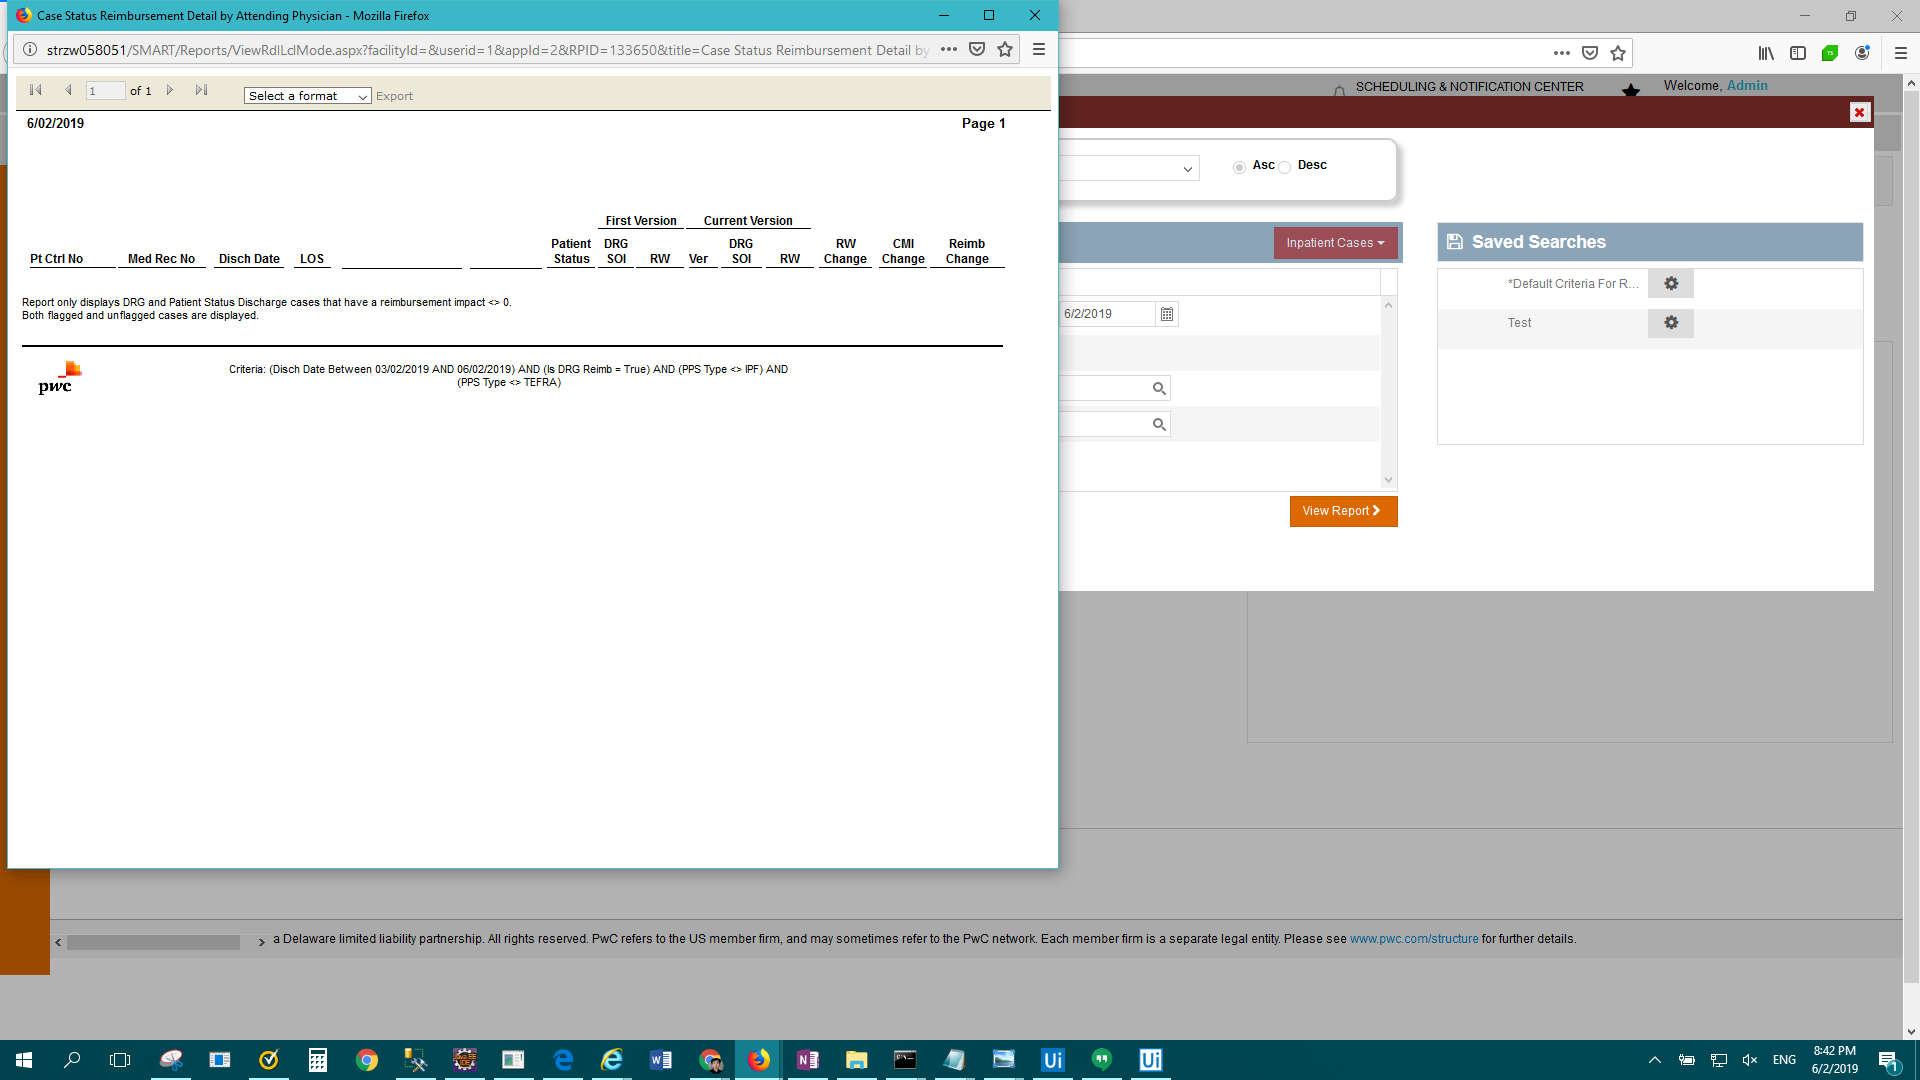 Case Status Reimbursement Detail by Attending Physician - Mozilla Firefox
strzw058051/SMART/Reports/ViewRdlLclMode.aspx?facilityId=&userid=1&appId=2&RPID=133650&title=Case Status Reimbursement Detail by
1 of 1 Select a format Export
6/02/2019 Page 1
First Version Current Version
Patient DRG DRG RW CMI Reimb
Pt Ctrl No Med Rec No Disch Date LOS Status SOI RW Ver SOI RW Change Change Change
Report only displays DRG and Patient Status Discharge cases that have a reimbursement impact <> 0.
Both flagged and unflagged cases are displayed.
pwc
Criteria: (Disch Date Between 03/02/2019 AND 06/02/2019) AND (Is DRG Reimb = True) AND (PPS Type <> IPF) AND
(PPS Type <> TEFRA)
SCHEDULING & NOTIFICATION CENTER Welcome, Admin
Asc Desc
Inpatient Cases
Saved Searches
*Default Criteria For R...
6/2/2019
Test
View Report
a Delaware limited liability partnership. All rights reserved. PwC refers to the US member firm, and may sometimes refer to the PwC network. Each member firm is a separate legal entity. Please see www.pwc.com/structure for further details.
ENG
8:42 PM
6/2/2019
1